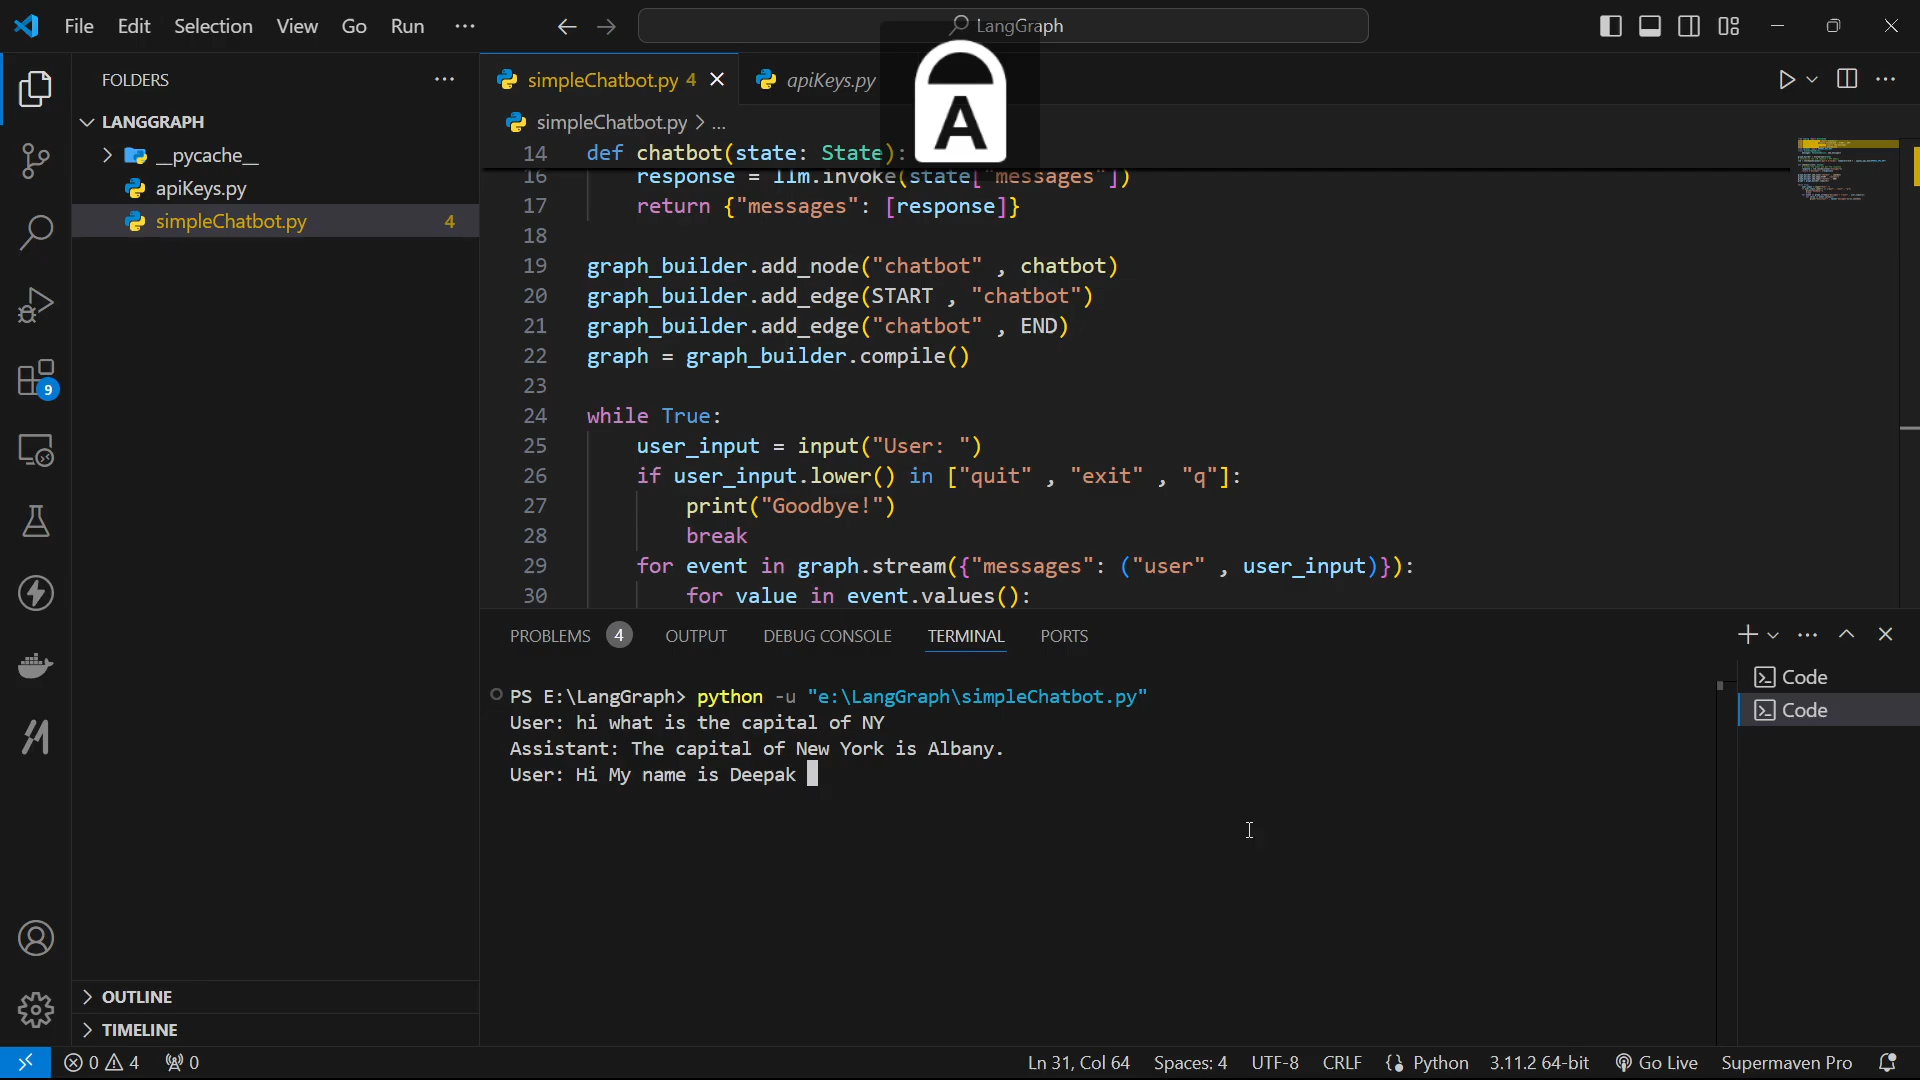 File Edit Selection View Go Run ...
LangGraph
FOLDERS
LANGGRAPH
__pycache__
apiKeys.py
simpleChatbot.py 4
9
simpleChatbot.py 4
apiKeys.py
A
simpleChatbot.py > ...
14 def chatbot(state: State):
16 response = llm.invoke(state["messages"])
17 return {"messages": [response]}
18
19 graph_builder.add_node("chatbot" , chatbot)
20 graph_builder.add_edge(START , "chatbot")
21 graph_builder.add_edge("chatbot" , END)
22 graph = graph_builder.compile()
23
24 while True:
25 user_input = input("User: ")
26 if user_input.lower() in ["quit" , "exit" , "q"]:
27 print("Goodbye!")
28 break
29 for event in graph.stream({"messages": ("user" , user_input)}):
30 for value in event.values():
PROBLEMS 4 OUTPUT DEBUG CONSOLE TERMINAL PORTS
PS E:\LangGraph> python -u "e:\LangGraph\simpleChatbot.py"
User: hi what is the capital of NY
Assistant: The capital of New York is Albany.
User: Hi My name is Deepak
Code
Code
OUTLINE
TIMELINE
0 4 0
Ln 31, Col 64 Spaces: 4 UTF-8 CRLF Python 3.11.2 64-bit Go Live Supermaven Pro